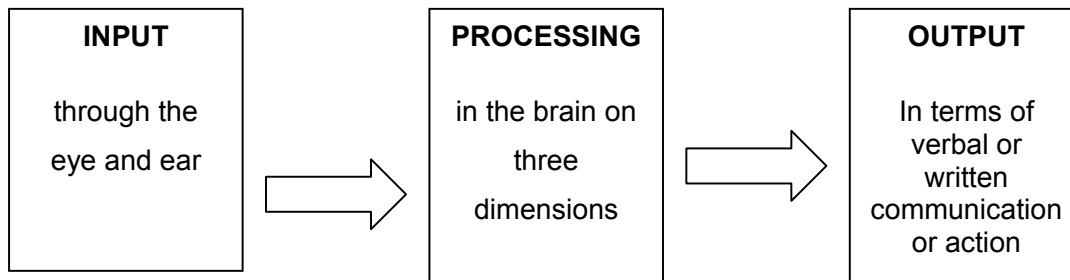 INPUT
through the
eye and ear
PROCESSING
in the brain on
three
dimensions
OUTPUT
In terms of
verbal or
written
communication
or action